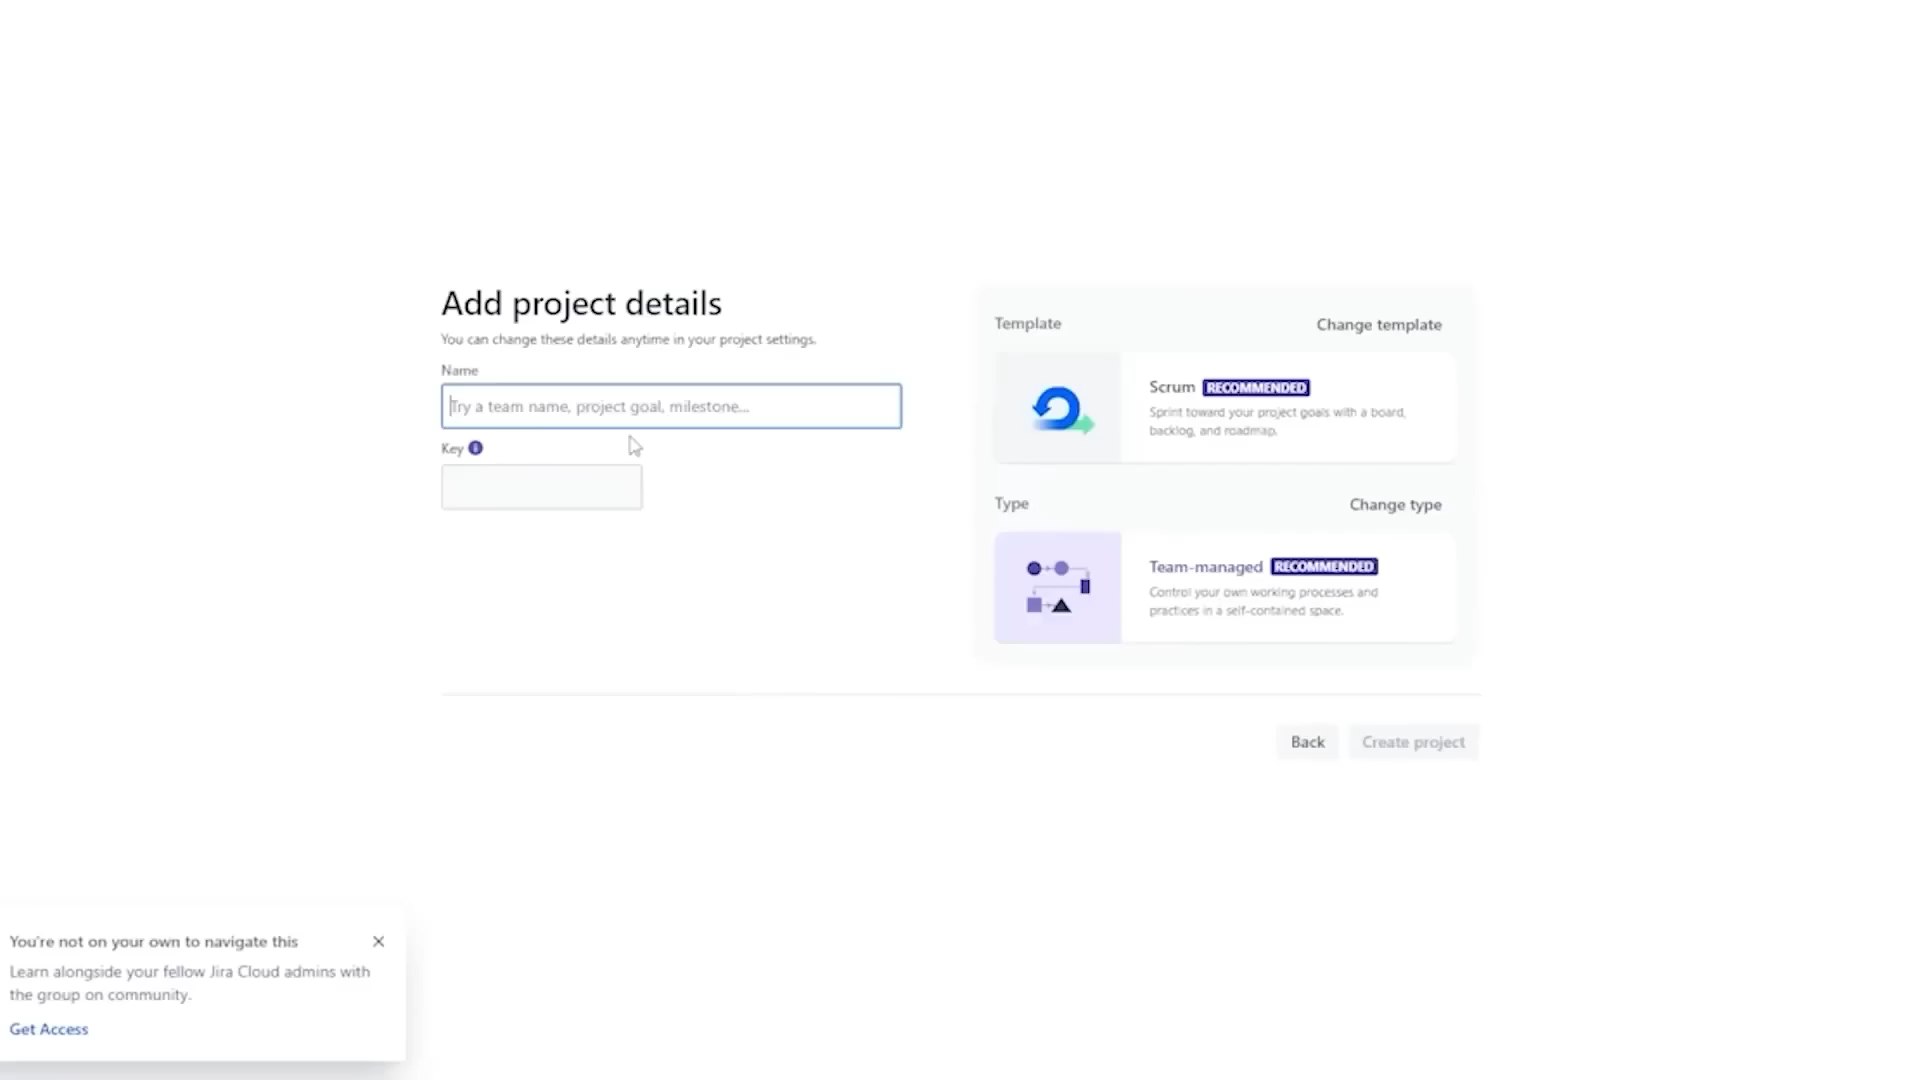 Add project details
You can change these details anytime in your project settings.
Name
Try a team name, project goal, milestone...
Key
Template
Change template
Scrum RECOMMENDED
Sprint toward your project goals with a board,
backlog, and roadmap.
Type
Change type
Team-managed RECOMMENDED
Control your own working processes and
practices in a self-contained space.
Back
Create project
You're not on your own to navigate this
Learn alongside your fellow Jira Cloud admins with
the group on community.
Get Access